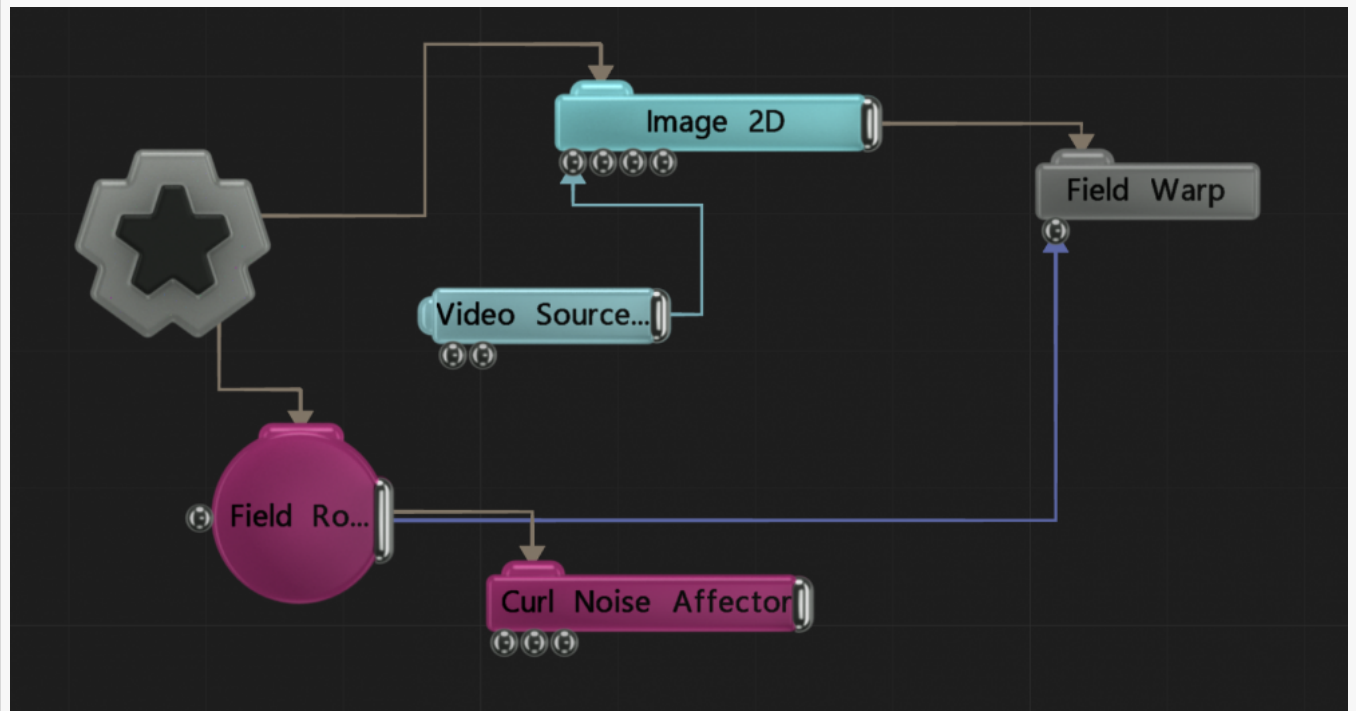 Image 2D
Field Warp
Video Source...
Field Ro...
Curl Noise Affector